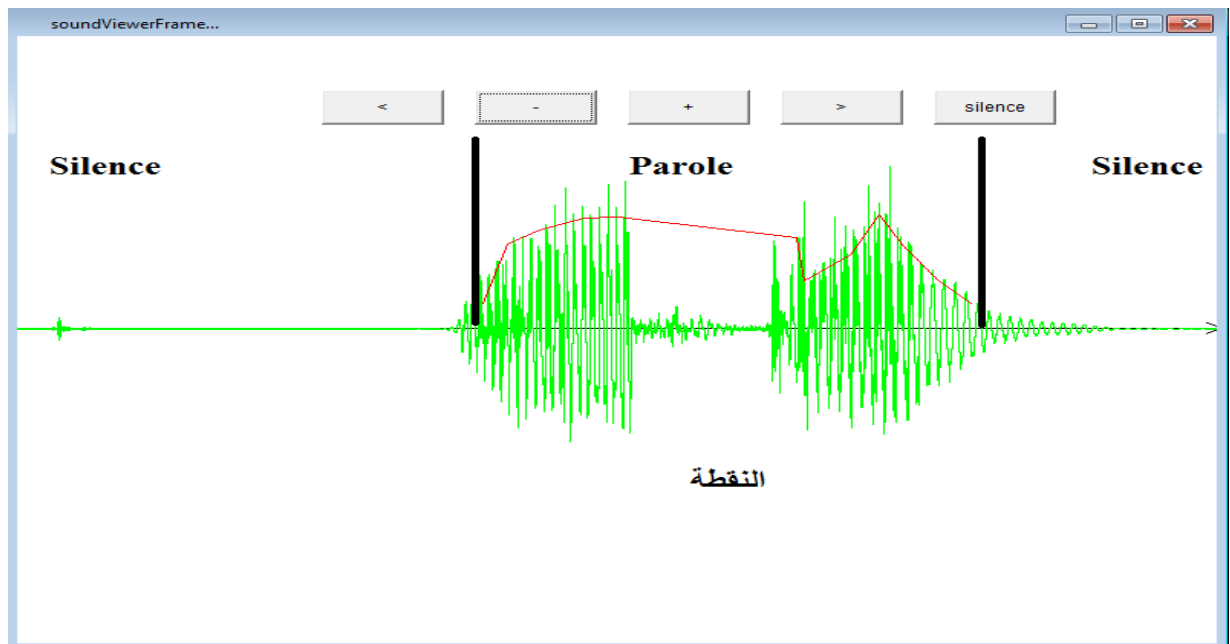 soundViewerFrame...
< - + > silence
Silence Parole Silence
النقطة